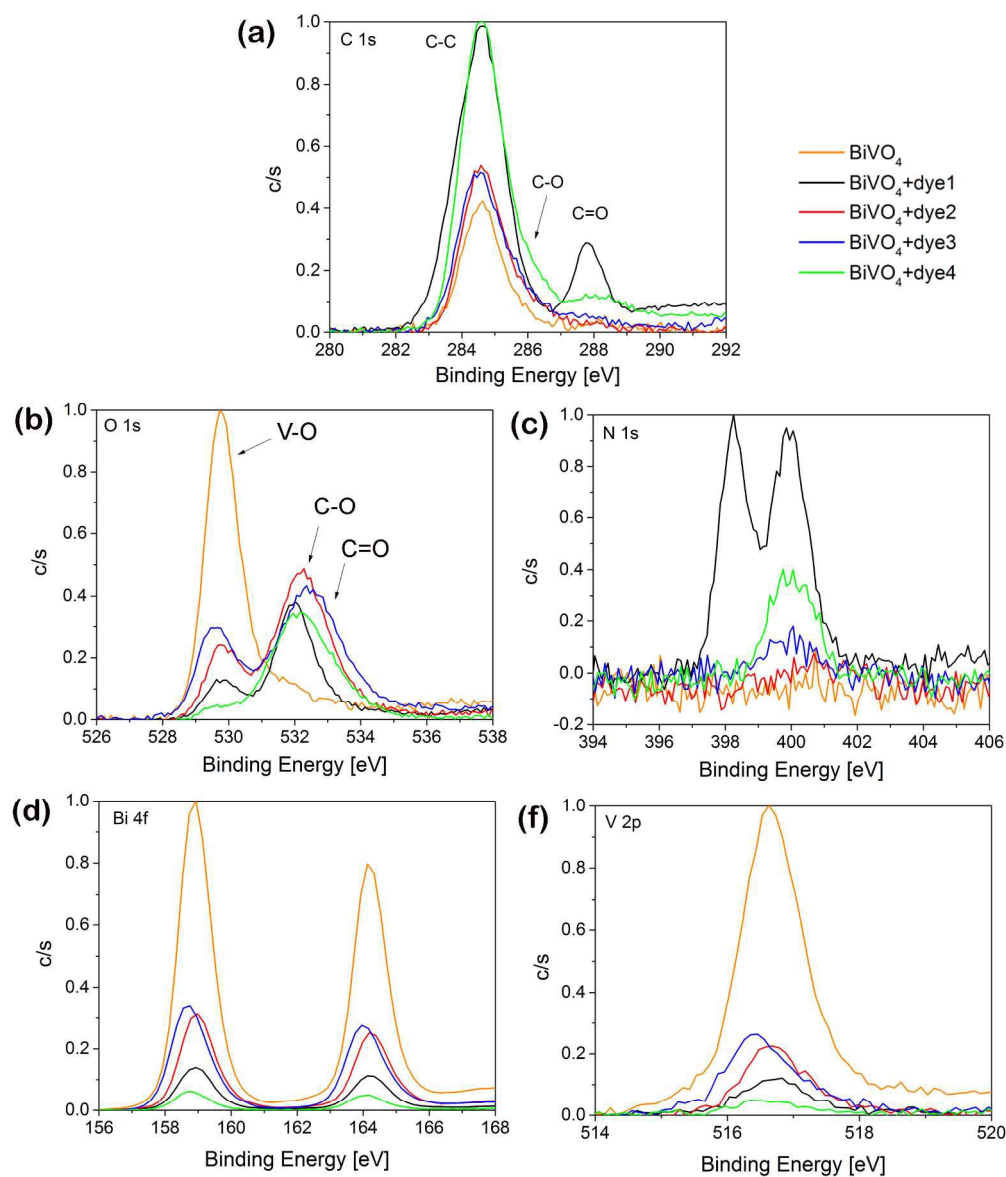 (a)
C 1s
C-C
C-O
C=O
c/s
1.0
0.8
0.6
0.4
0.2
0.0
280 282 284 286 288 290 292
Binding Energy [eV]
BiVO4
BiVO4+dye1
BiVO4+dye2
BiVO4+dye3
BiVO4+dye4
(b)
O 1s
V-O
C-O
C=O
c/s
1.0
0.8
0.6
0.4
0.2
0.0
526 528 530 532 534 536 538
Binding Energy [eV]
(c)
N 1s
c/s
1.0
0.8
0.6
0.4
0.2
0.0
-0.2
394 396 398 400 402 404 406
Binding Energy [eV]
(d)
Bi 4f
c/s
1.0
0.8
0.6
0.4
0.2
0.0
156 158 160 162 164 166 168
Binding Energy [eV]
(f)
V 2p
c/s
1.0
0.8
0.6
0.4
0.2
0.0
514 516 518 520
Binding Energy [eV]